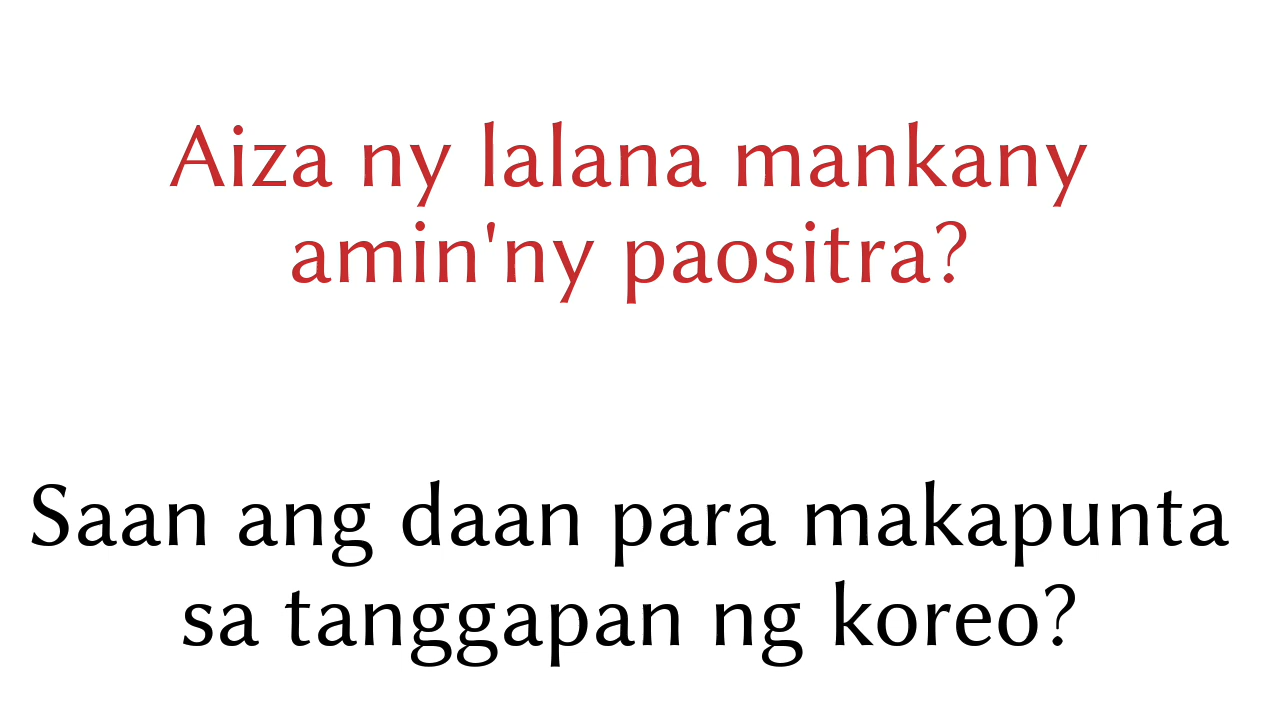 Aiza ny lalana mankany
amin'ny paositra?
Saan ang daan para makapunta
sa tanggapan ng koreo?